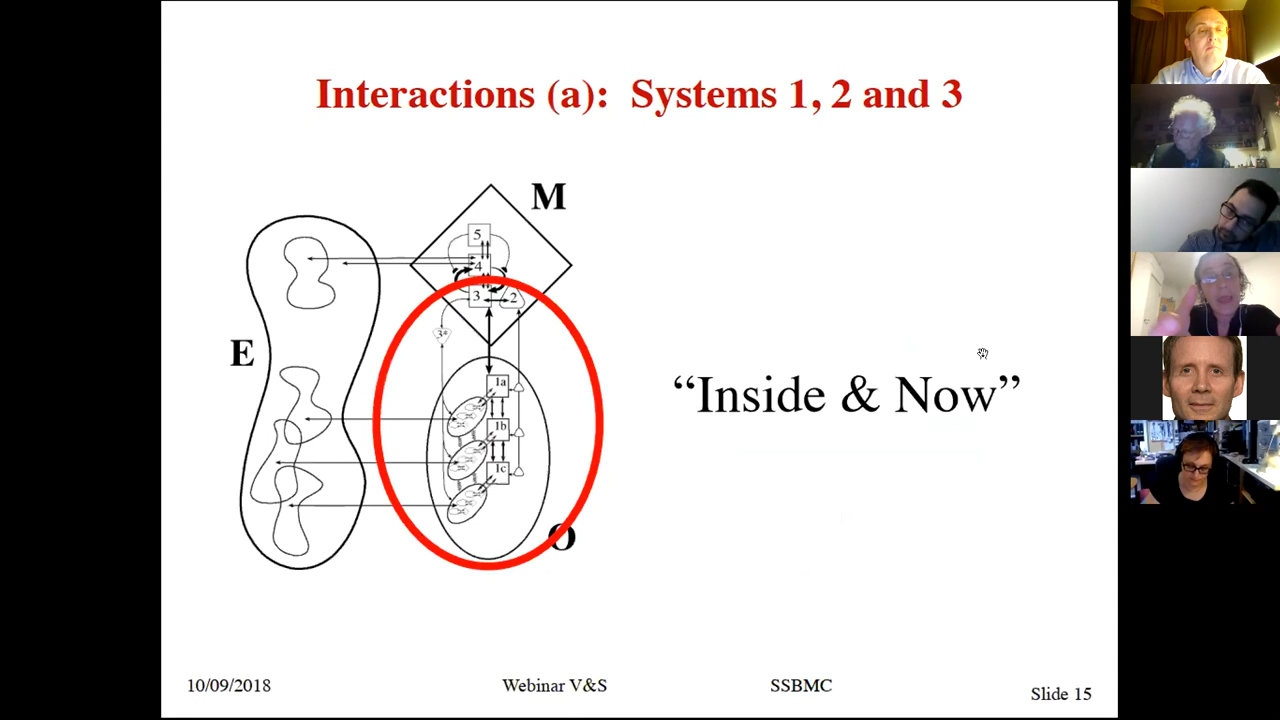 Interactions (a): Systems 1, 2 and 3
M
5
4
3
2
3*
E
1a
1b
1c
O
“Inside & Now”
10/09/2018 Webinar V&S SSBMC Slide 15